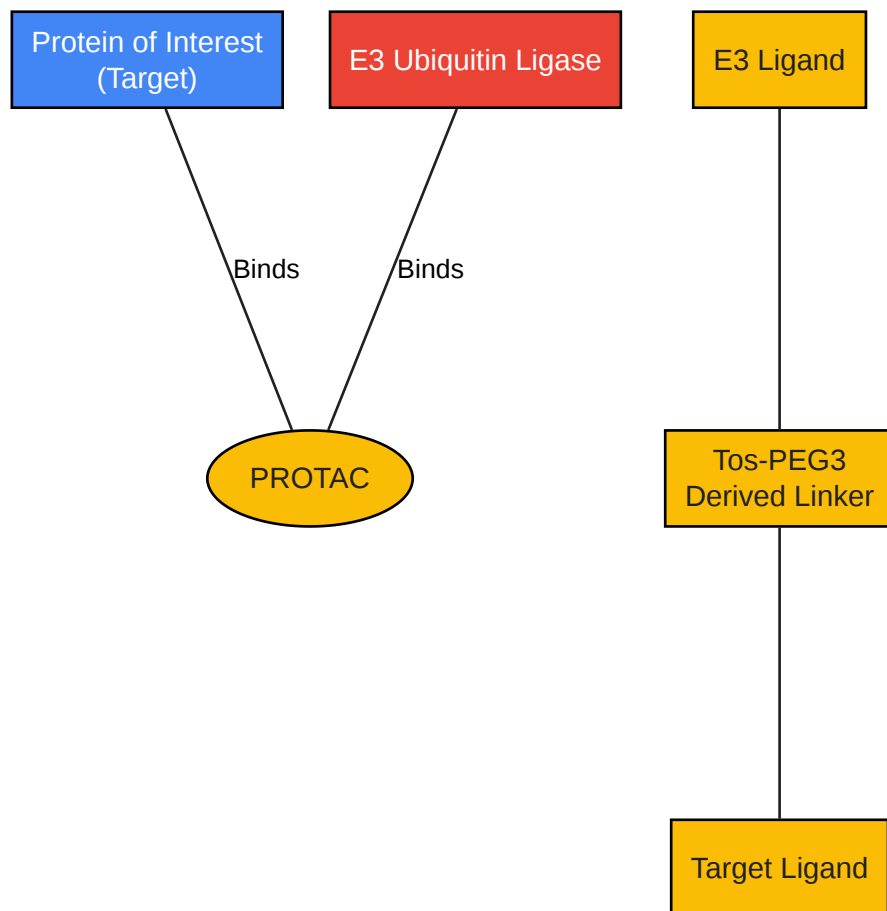 Protein of Interest
(Target)
E3 Ubiquitin Ligase
E3 Ligand
Binds
Binds
PROTAC
Tos-PEG3
Derived Linker
Target Ligand